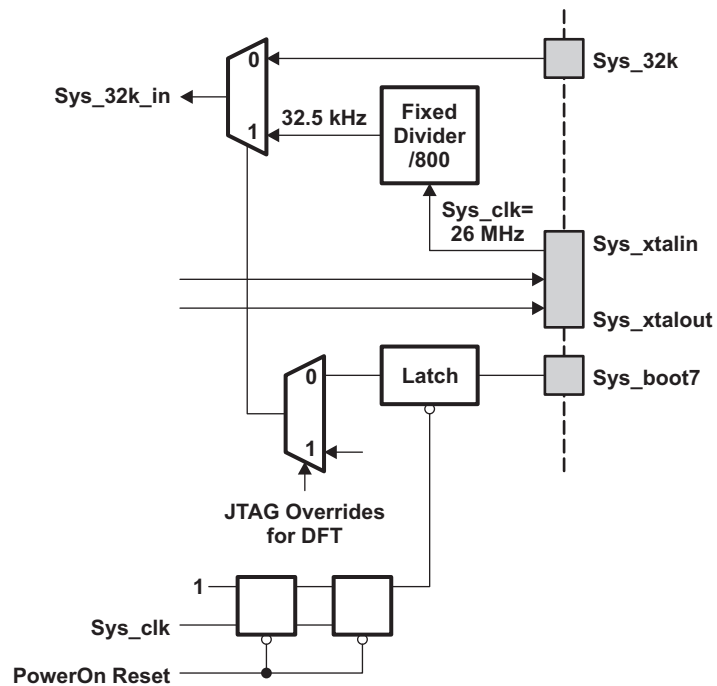 0
Sys_32k
Sys_32k_in
32.5 kHz
Fixed
Divider
/800
1
Sys_clk=
26 MHz
Sys_xtalin
Sys_xtalout
0
Latch
Sys_boot7
1
JTAG Overrides
for DFT
1
Sys_clk
PowerOn Reset